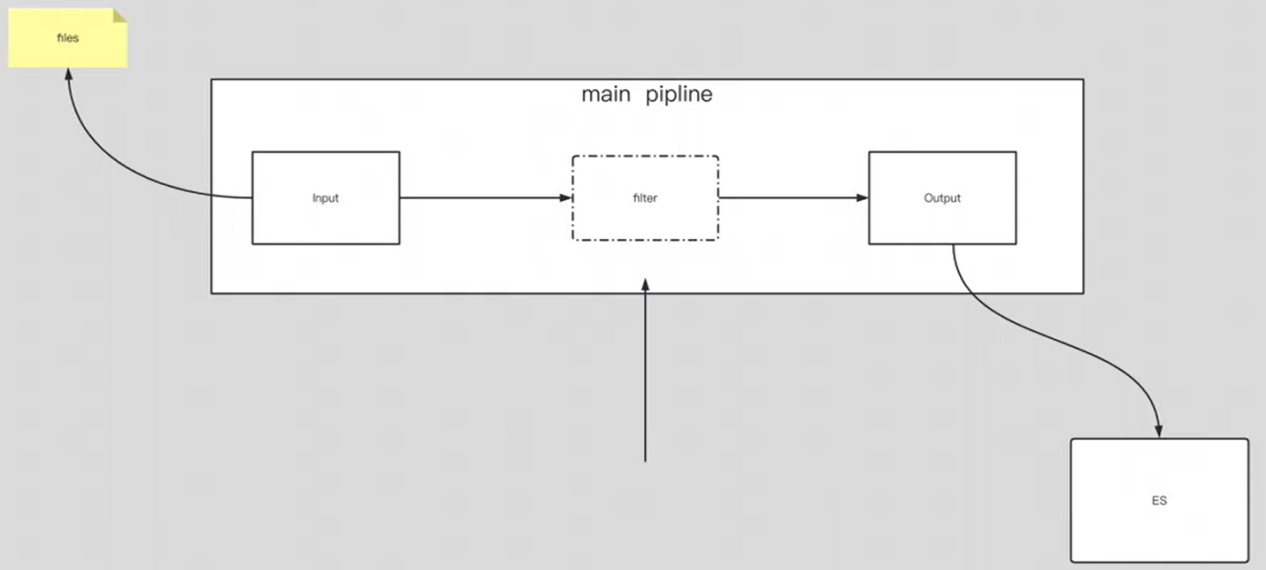 files
main pipline
Input
filter
Output
ES